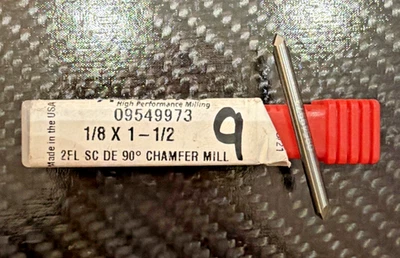 High Performance Milling
09549973
1/8 X 1-1/2
2FL SC DE 90° CHAMFER MILL
Made in the USA
9
21